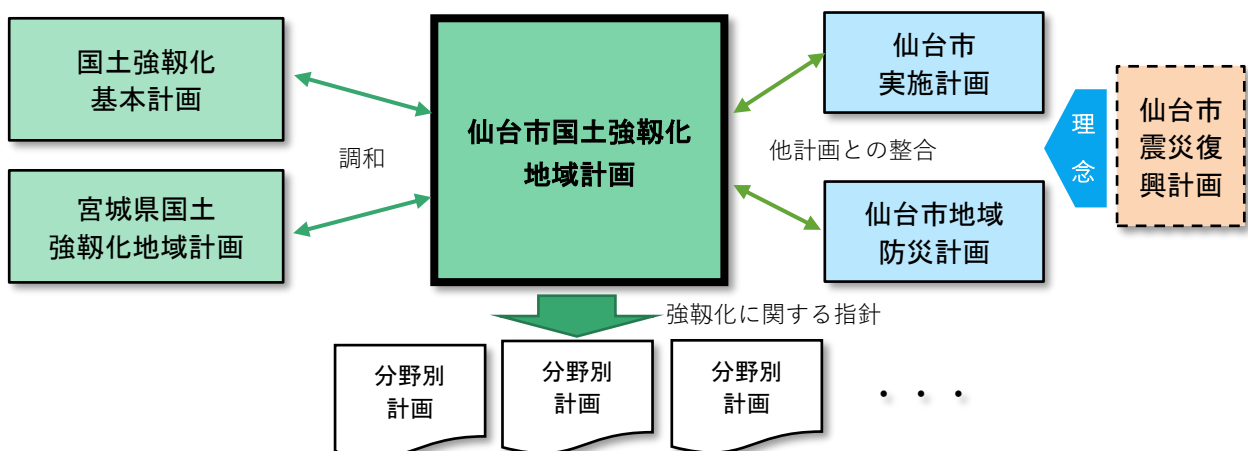 国土強靱化
基本計画
宮城県国土
強靱化地域計画
調和
仙台市国土強靱化
地域計画
他計画との整合
仙台市
実施計画
仙台市地域
防災計画
理
念
仙台市
震災復
興計画
強靱化に関する指針
分野別
計画
分野別
計画
分野別
計画
・・・